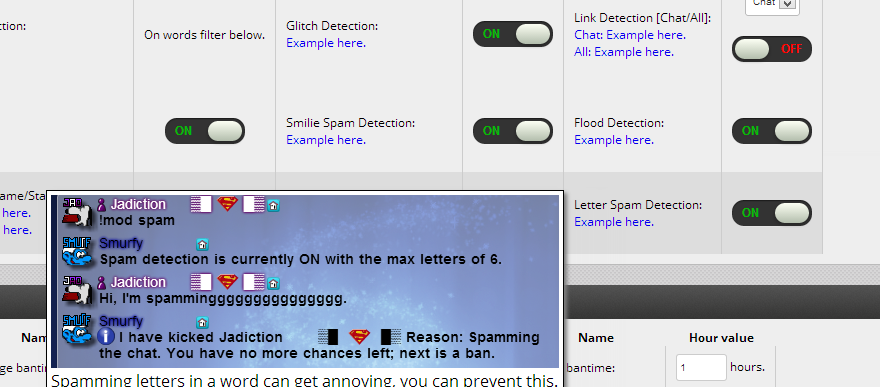 Chat
ction:
On words filter below.
Glitch Detection:
Example here.
ON
Link Detection [Chat/All]:
Chat: Example here.
All: Example here.
OFF
ON
Smilie Spam Detection:
Example here.
ON
Flood Detection:
Example here.
ON
ame/Sta
here.
here.
Letter Spam Detection:
Example here.
ON
Jadiction
!mod spam
Smurfy
Spam detection is currently ON with the max letters of 6.
Jadiction
Hi, I'm spamminggggggggggggggg.
Smurfy
I have kicked Jadiction Reason: Spamming
the chat. You have no more chances left; next is a ban.
Spamming letters in a word can get annoying, you can prevent this.
Nam
Name
Hour value
ge bantim
bantime:
1 hours.